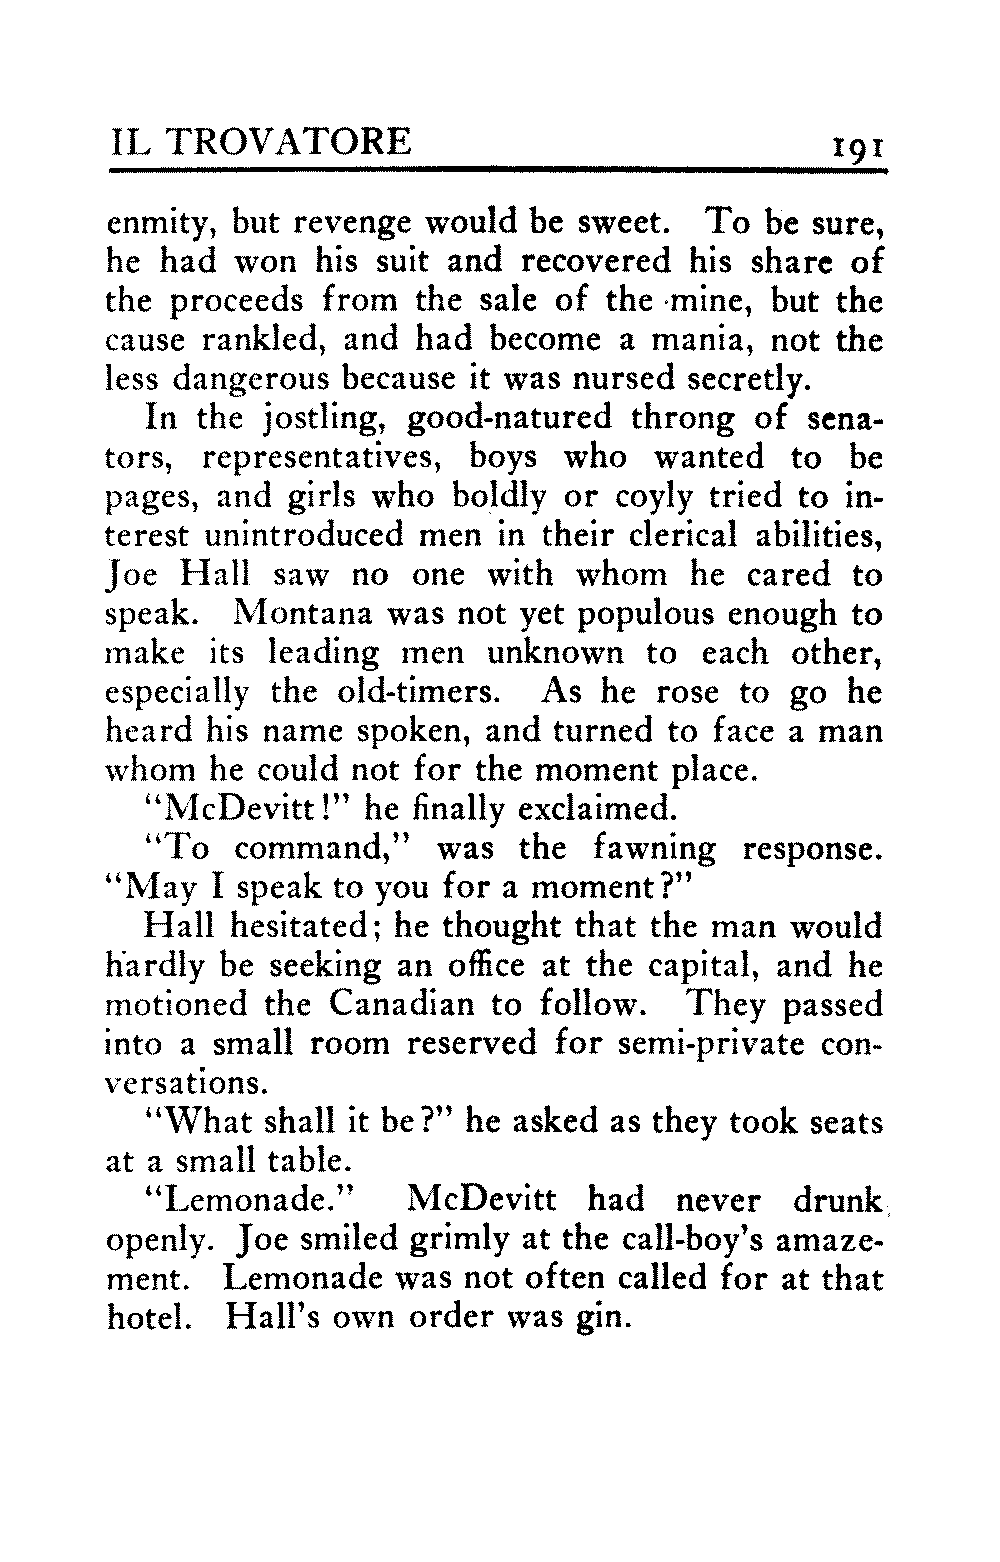 IL TROVATORE 191
enmity, but revenge would be sweet. To be sure,
he had won his suit and recovered his share of
the proceeds from the sale of the mine, but the
cause rankled, and had become a mania, not the
less dangerous because it was nursed secretly.
In the jostling, good-natured throng of sena-
tors, representatives, boys who wanted to be
pages, and girls who boldly or coyly tried to in-
terest unintroduced men in their clerical abilities,
Joe Hall saw no one with whom he cared to
speak. Montana was not yet populous enough to
make its leading men unknown to each other,
especially the old-timers. As he rose to go he
heard his name spoken, and turned to face a man
whom he could not for the moment place.
"McDevitt!" he finally exclaimed.
"To command," was the fawning response.
"May I speak to you for a moment?"
Hall hesitated; he thought that the man would
hardly be seeking an office at the capital, and he
motioned the Canadian to follow. They passed
into a small room reserved for semi-private con-
versations.
"What shall it be?" he asked as they took seats
at a small table.
"Lemonade." McDevitt had never drunk
openly. Joe smiled grimly at the call-boy's amaze-
ment. Lemonade was not often called for at that
hotel. Hall's own order was gin.